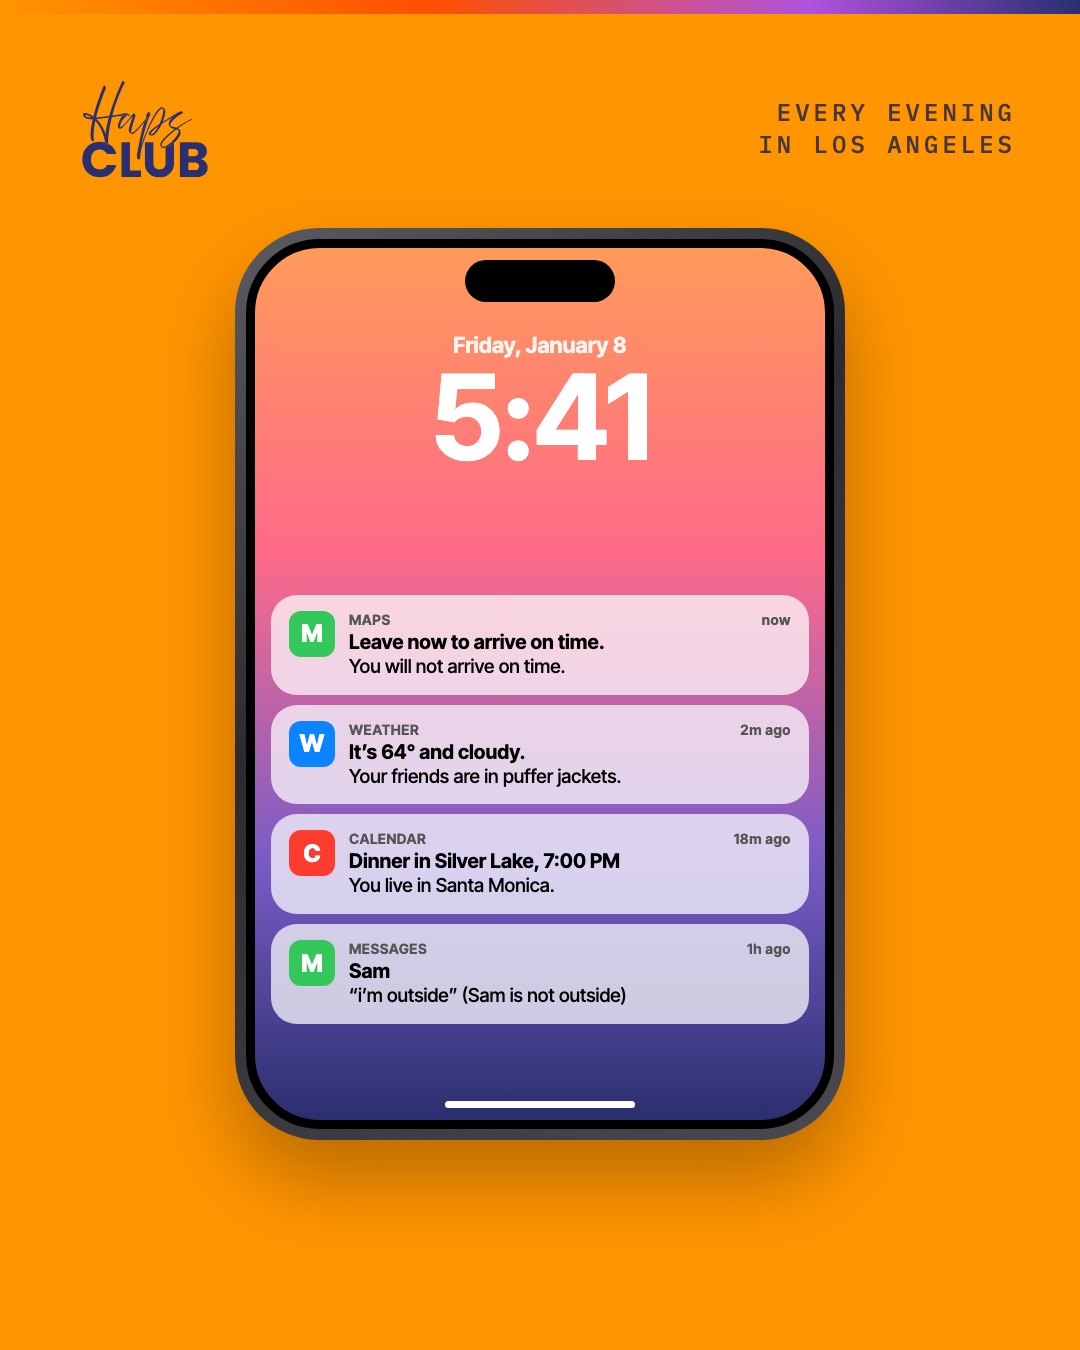 Haps
CLUB
EVERY EVENING
IN LOS ANGELES
Friday, January 8
5:41
M
MAPS
now
Leave now to arrive on time.
You will not arrive on time.
W
WEATHER
2m ago
It’s 64° and cloudy.
Your friends are in puffer jackets.
C
CALENDAR
18m ago
Dinner in Silver Lake, 7:00 PM
You live in Santa Monica.
M
MESSAGES
1h ago
Sam
“i’m outside” (Sam is not outside)